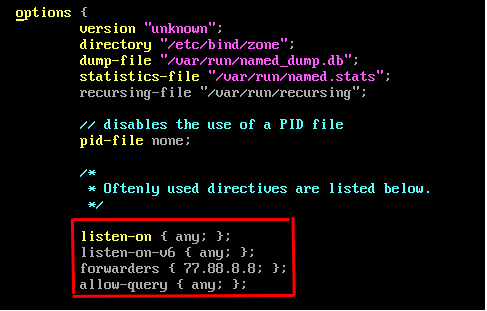 options {
version "unknown";
directory "/etc/bind/zone";
dump-file "/var/run/named_dump.db";
statistics-file "/var/run/named.stats";
recursing-file "/var/run/recursing";
// disables the use of a PID file
pid-file none;
/*
* Oftenly used directives are listed below.
*/
listen-on { any; };
listen-on-v6 { any; };
forwarders { 77.88.8.8; };
allow-query { any; };